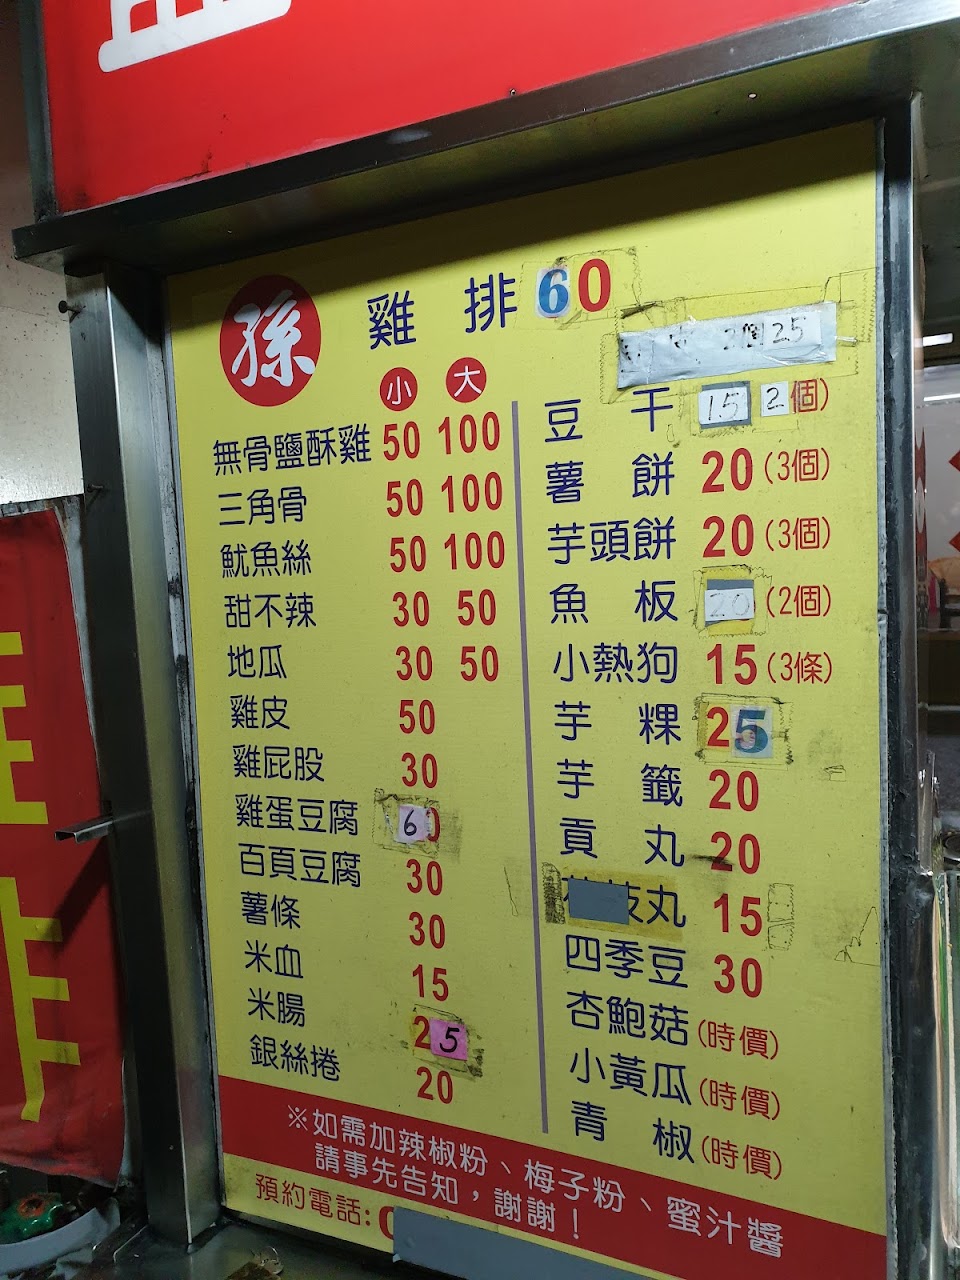 孫
雞排 60
小 大
無骨鹽酥雞 50 100
三角骨 50 100
魷魚絲 50 100
甜不辣 30 50
地瓜 30 50
雞皮 50
雞屁股 30
雞蛋豆腐 60
百頁豆腐 30
薯條 30
米血 15
米腸 25
銀絲捲 20
2個25
豆干 15 2個)
薯餅 20(3個)
芋頭餅 20(3個)
魚板 20(2個)
小熱狗 15(3條)
芋粿 25
芋籤 20
貢丸 20
丸 15
四季豆 30
杏鮑菇(時價)
小黃瓜(時價)
青椒(時價)
※如需加辣椒粉、梅子粉、蜜汁醬
請事先告知，謝謝！
預約電話: